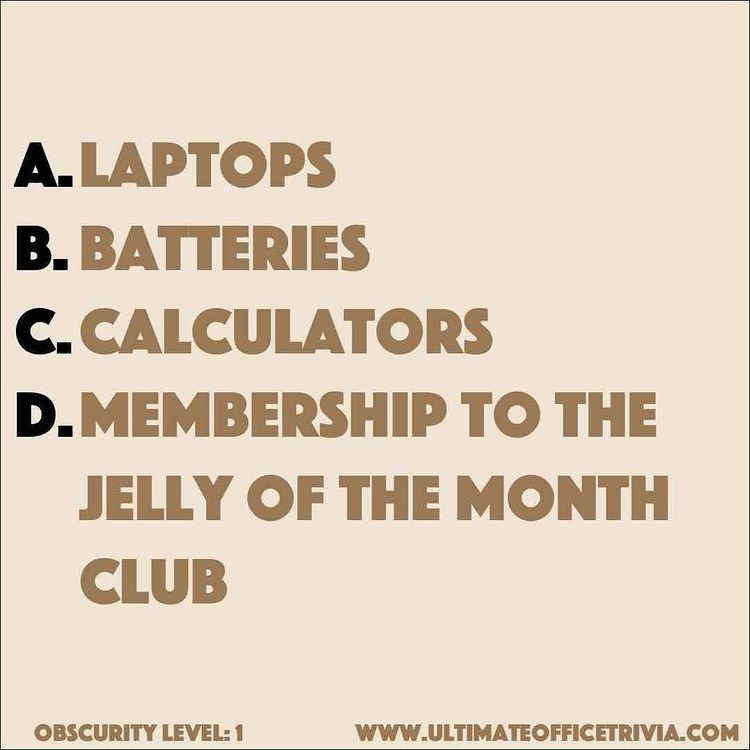 A. LAPTOPS
B. BATTERIES
C. CALCULATORS
D. MEMBERSHIP TO THE
JELLY OF THE MONTH
CLUB
OBSCURITY LEVEL: 1
WWW.ULTIMATEOFFICETRIVIA.COM